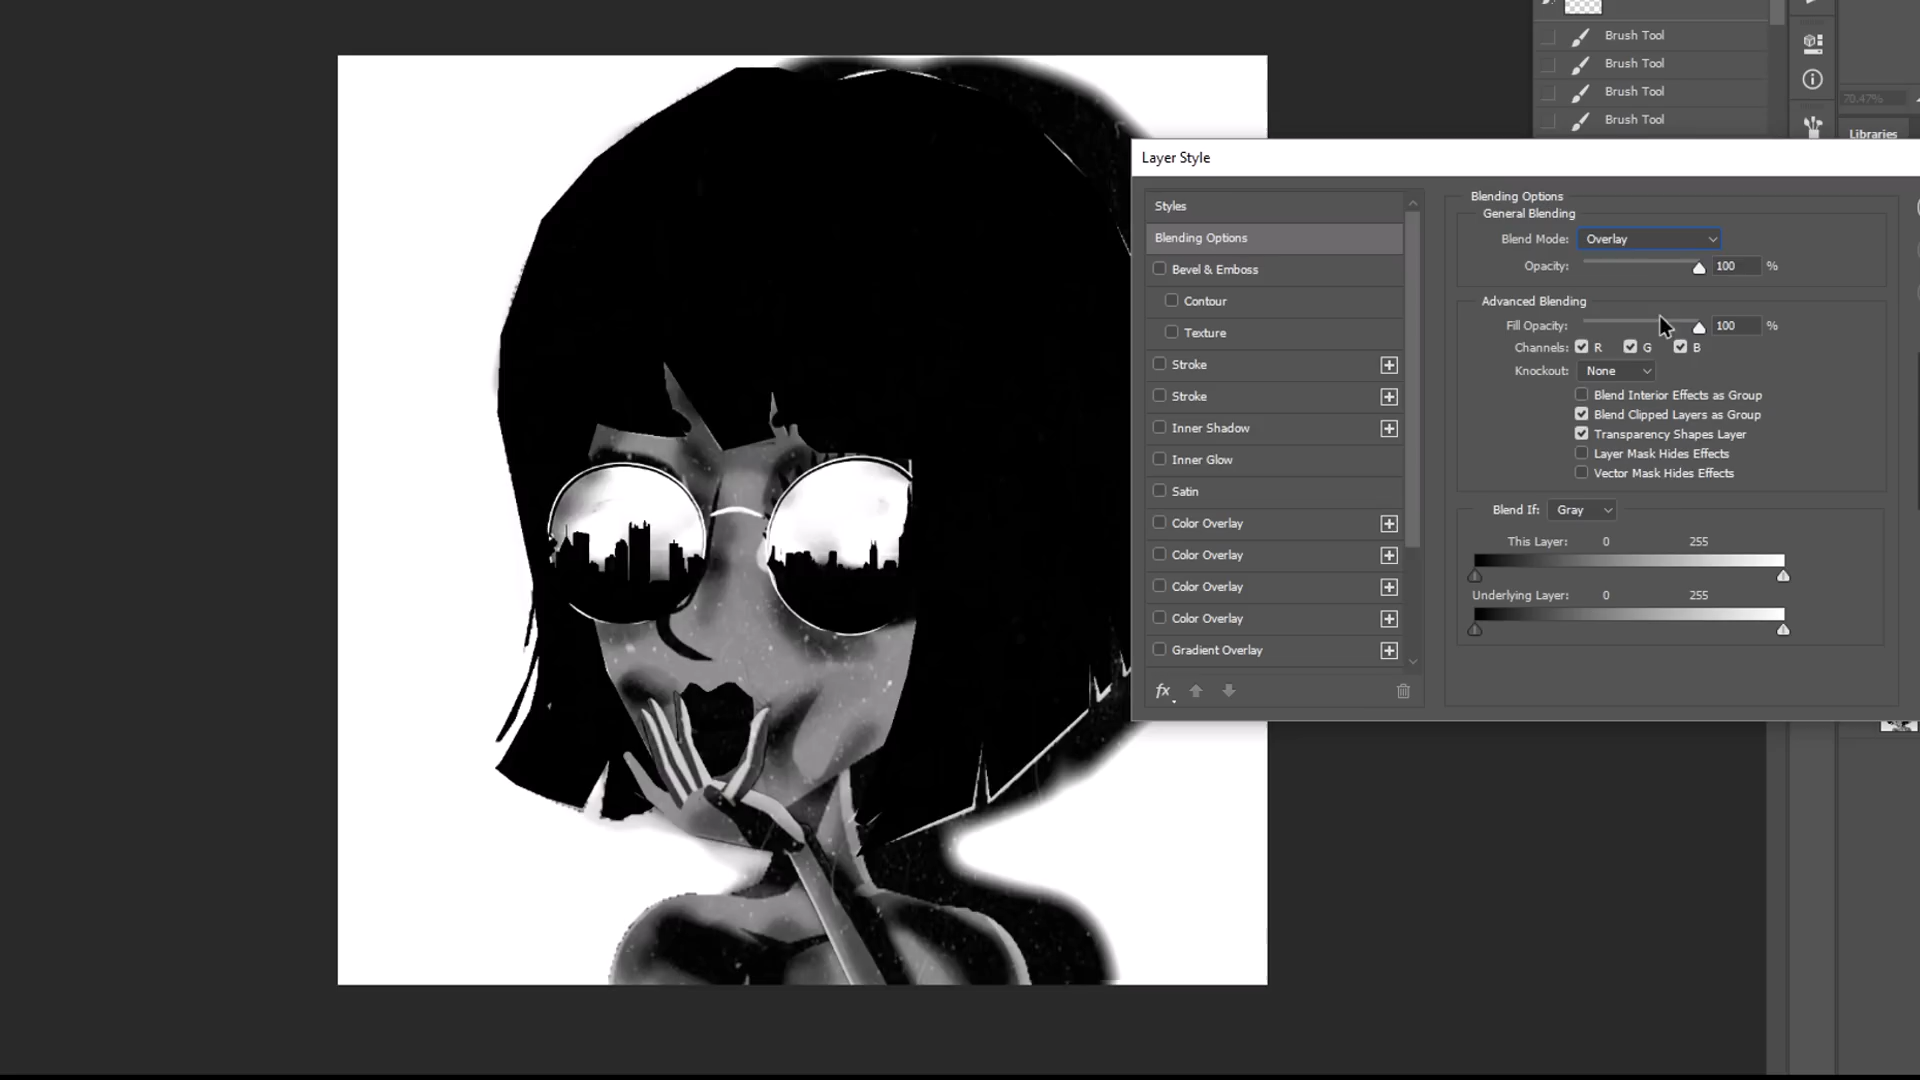 Brush Tool
Brush Tool
Brush Tool
Brush Tool
70.47%
Libraries
Layer Style
Styles
Blending Options
Bevel & Emboss
Contour
Texture
Stroke
Stroke
Inner Shadow
Inner Glow
Satin
Color Overlay
Color Overlay
Color Overlay
Color Overlay
Gradient Overlay
fx
Blending Options
General Blending
Blend Mode: Overlay
Opacity: 100 %
Advanced Blending
Fill Opacity: 100 %
Channels: R G B
Knockout: None
Blend Interior Effects as Group
Blend Clipped Layers as Group
Transparency Shapes Layer
Layer Mask Hides Effects
Vector Mask Hides Effects
Blend If: Gray
This Layer: 0 255
Underlying Layer: 0 255